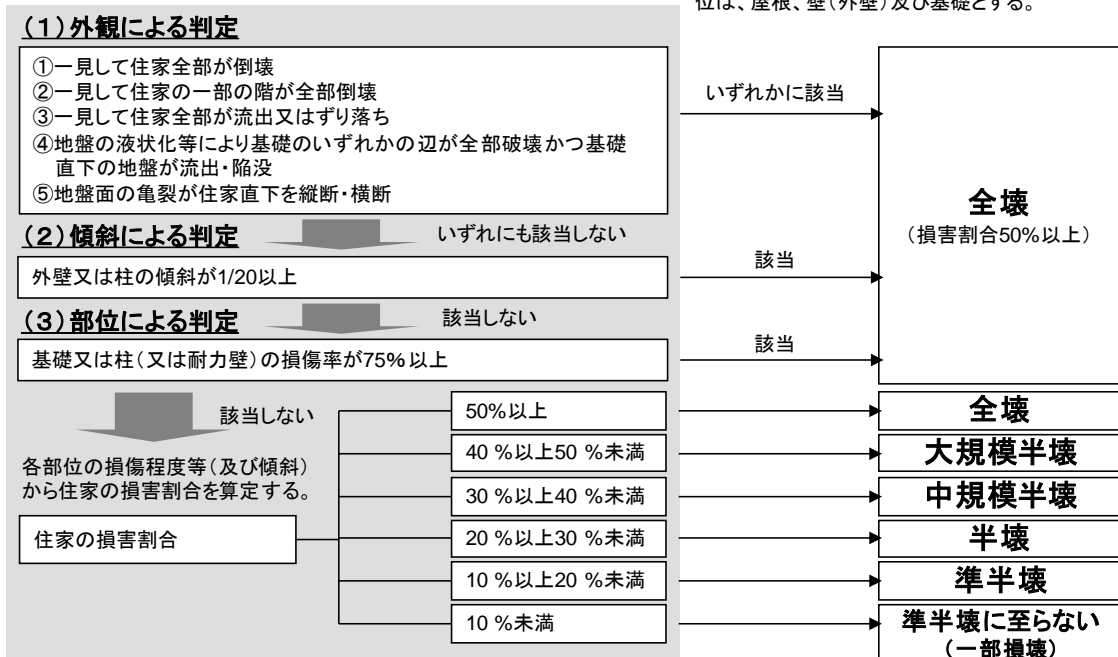 位は、屋根、壁(外壁)及び基礎とする。
(1)外観による判定
①一見して住家全部が倒壊
②一見して住家の一部の階が全部倒壊
③一見して住家全部が流出又はずり落ち
④地盤の液状化等により基礎のいずれかの辺が全部破壊かつ基礎
直下の地盤が流出・陥没
⑤地盤面の亀裂が住家直下を縦断・横断
いずれかに該当
全壊
(損害割合50%以上)
(2)傾斜による判定
いずれにも該当しない
外壁又は柱の傾斜が1/20以上
該当
(3)部位による判定
該当しない
基礎又は柱(又は耐力壁)の損傷率が75%以上
該当
該当しない
各部位の損傷程度等(及び傾斜)
から住家の損害割合を算定する。
住家の損害割合
50%以上
全壊
40 %以上50 %未満
大規模半壊
30 %以上40 %未満
中規模半壊
20 %以上30 %未満
半壊
10 %以上20 %未満
準半壊
10 %未満
準半壊に至らない
(一部損壊)